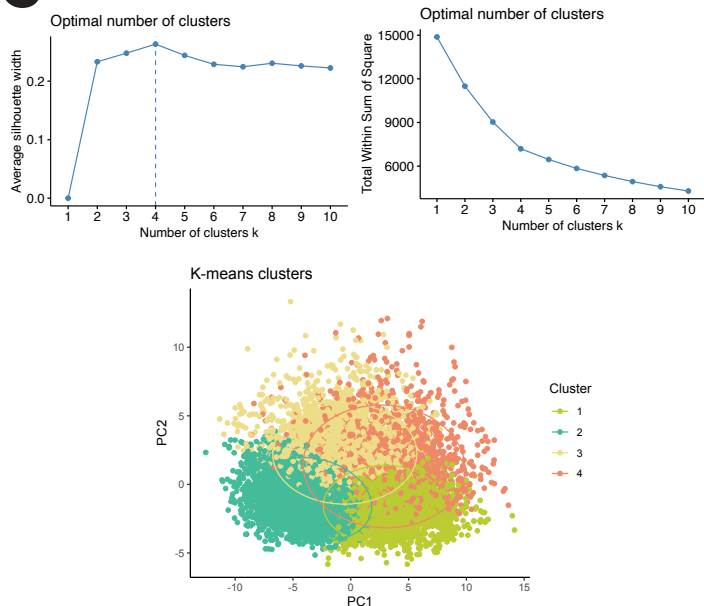 Optimal number of clusters
Average silhouette width
0.2
0.1
0.0
1 2 3 4 5 6 7 8 9 10
Number of clusters k
Optimal number of clusters
Total Within Sum of Square
15000
12000
9000
6000
1 2 3 4 5 6 7 8 9 10
Number of clusters k
K-means clusters
PC2
10
5
0
-5
-10 -5 0 5 10 15
PC1
Cluster
1
2
3
4